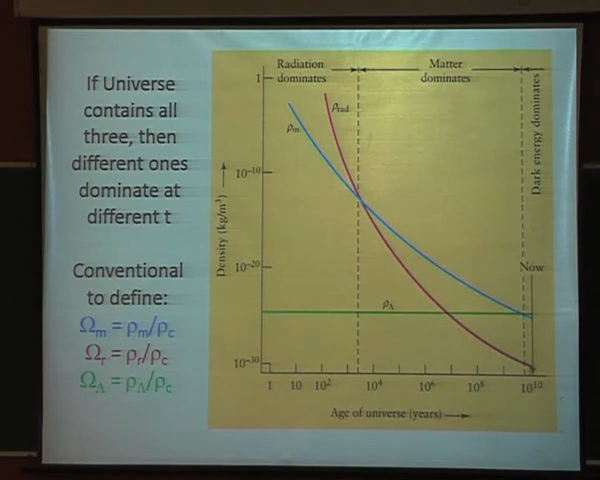 If Universe
contains all
three, then
different ones
dominate at
different t
Conventional
to define:
Ωm = ρm/ρc
Ωr = ρr/ρc
ΩΛ = ρΛ/ρc
Radiation
dominates
Matter
dominates
Dark energy dominates
ρm
ρrad
ρΛ
Now
Density (kg/m³)
1
10⁻¹⁰
10⁻²⁰
10⁻³⁰
1 10 10² 10⁴ 10⁶ 10⁸ 10¹⁰
Age of universe (years)